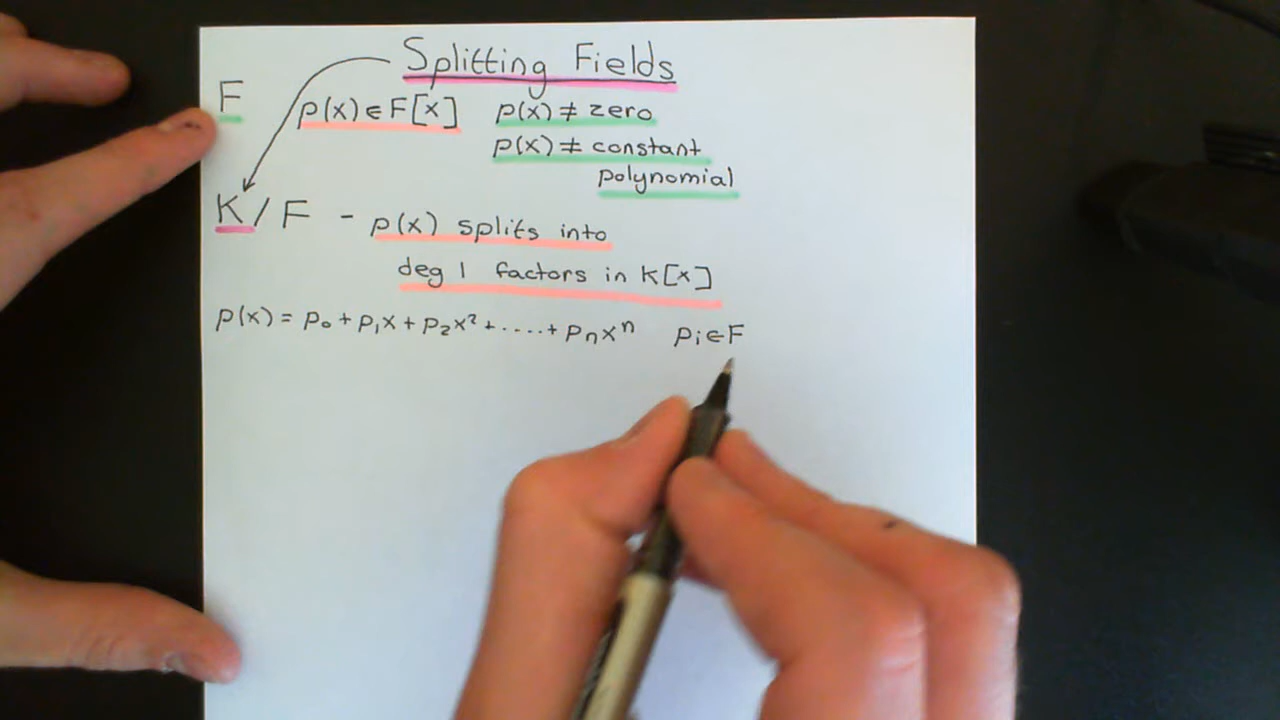 Splitting Fields
F p(x) ∈ F[x] p(x) ≠ zero
p(x) ≠ constant
polynomial
K / F - p(x) splits into
deg 1 factors in K[x]
p(x) = p₀ + p₁x + p₂x² + ..... + pₙxⁿ pᵢ ∈ F